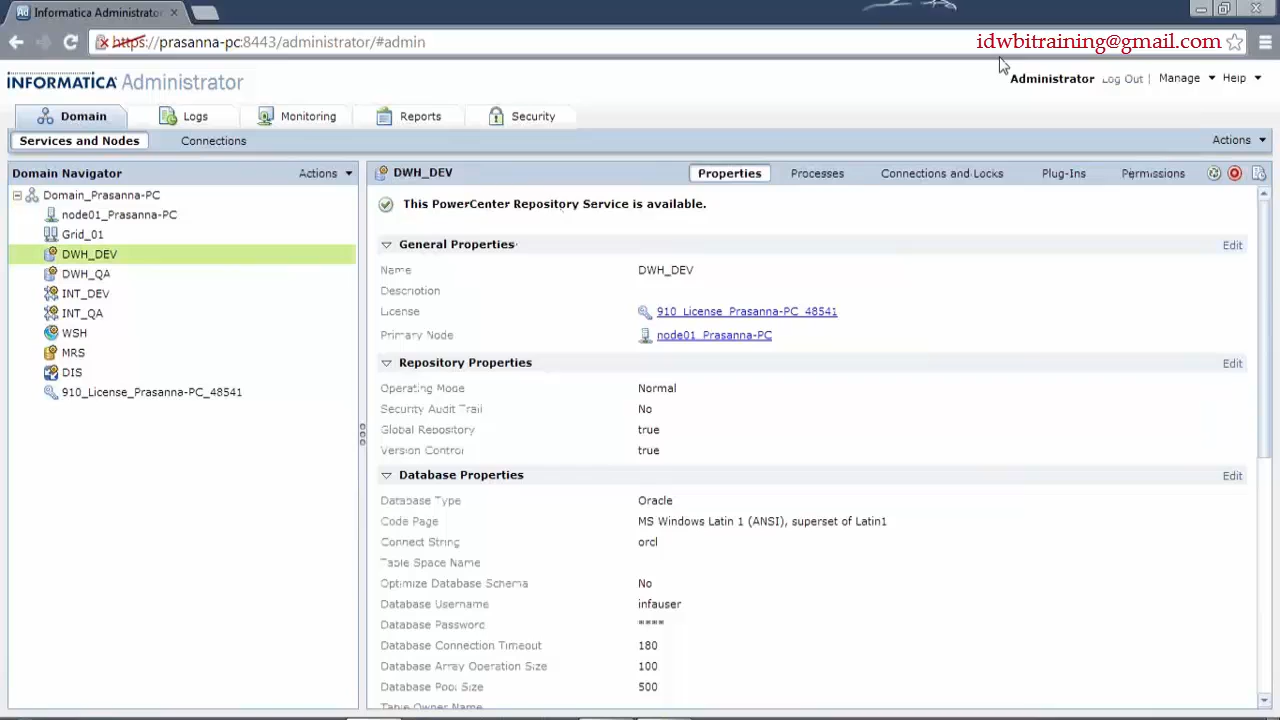 Informatica Administrator
https://prasanna-pc:8443/administrator/#admin
idwbitraining@gmail.com
INFORMATICA Administrator
Administrator Log Out | Manage Help
Domain Logs Monitoring Reports Security
Services and Nodes Connections Actions
Domain Navigator Actions
DWH_DEV Properties Processes Connections and Locks Plug-Ins Permissions
Domain_Prasanna-PC
node01_Prasanna-PC
Grid_01
DWH_DEV
DWH_QA
INT_DEV
INT_QA
WSH
MRS
DIS
910_License_Prasanna-PC_48541
This PowerCenter Repository Service is available.
General Properties Edit
Name DWH_DEV
Description
License 910_License_Prasanna-PC_48541
Primary Node node01_Prasanna-PC
Repository Properties Edit
Operating Mode Normal
Security Audit Trail No
Global Repository true
Version Control true
Database Properties Edit
Database Type Oracle
Code Page MS Windows Latin 1 (ANSI), superset of Latin1
Connect String orcl
Table Space Name
Optimize Database Schema No
Database Username infauser
Database Password ****
Database Connection Timeout 180
Database Array Operation Size 100
Database Pool Size 500
Table Owner Name